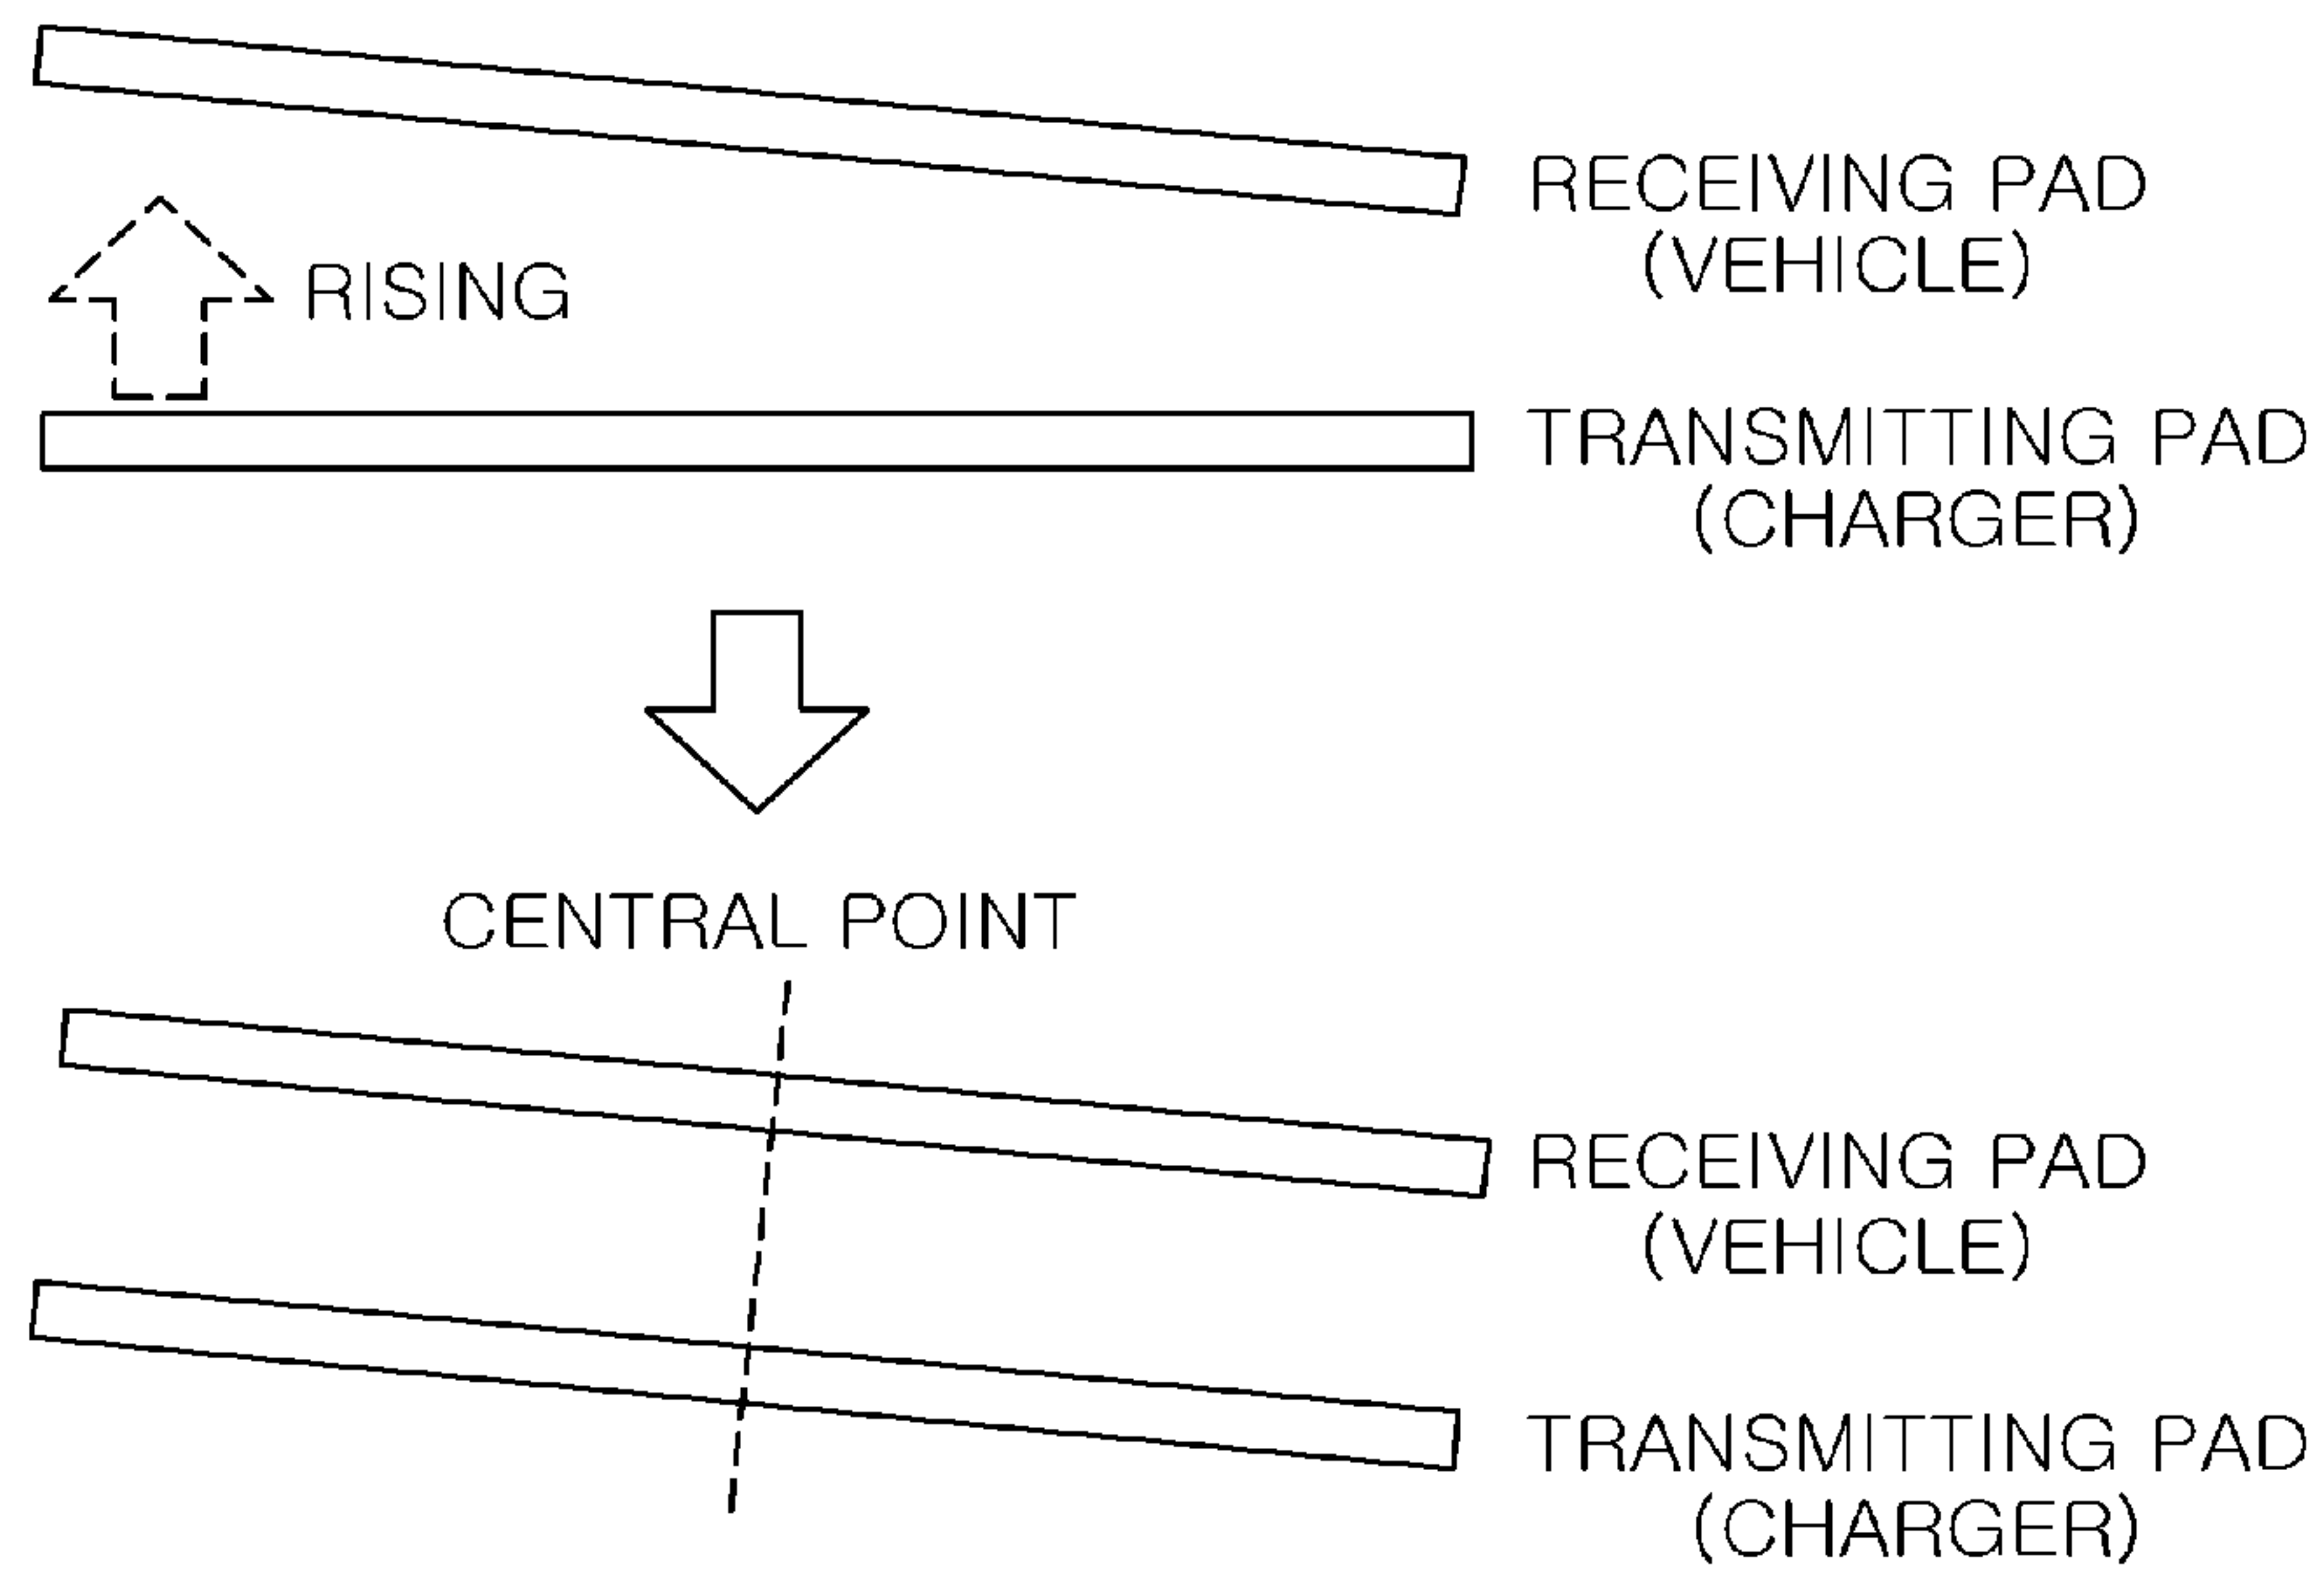 RECEIVING PAD
(VEHICLE)
RISING
TRANSMITTING PAD
(CHARGER)
CENTRAL POINT
RECEIVING PAD
(VEHICLE)
TRANSMITTING PAD
(CHARGER)